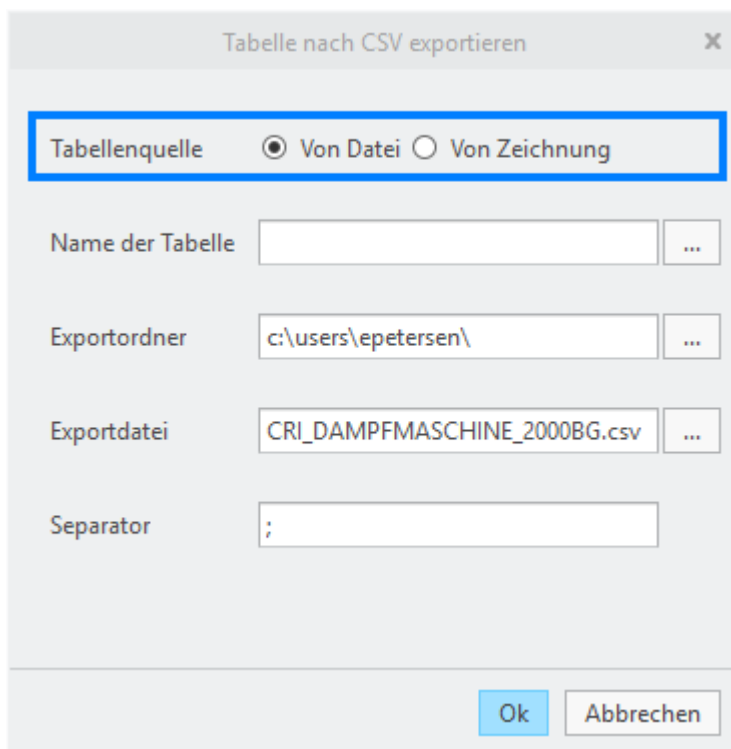 Tabelle nach CSV exportieren
Tabellenquelle Von Datei Von Zeichnung
Name der Tabelle ...
Exportordner c:\users\epetersen\ ...
Exportdatei CRI_DAMPFMASCHINE_2000BG.csv ...
Separator ;
Ok Abbrechen